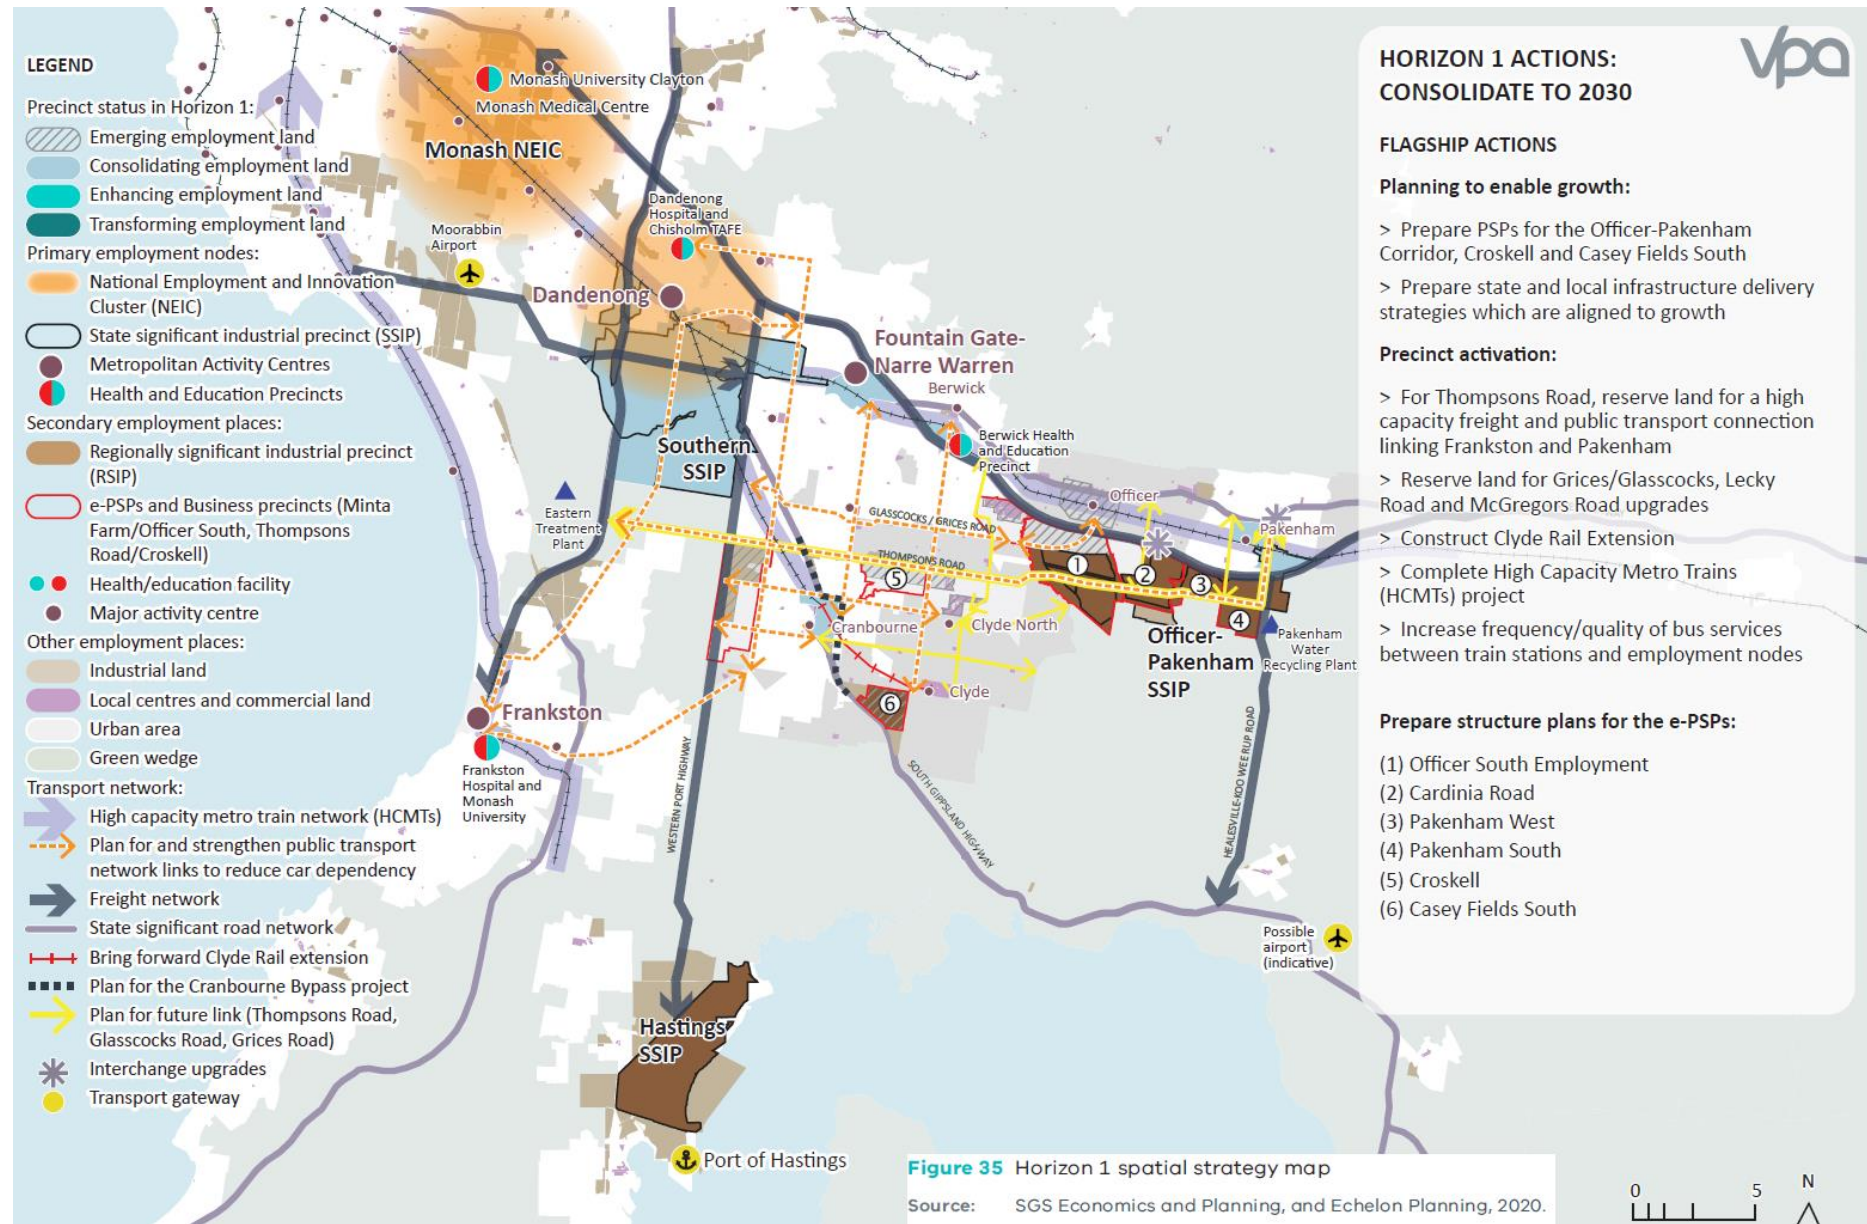 LEGEND
Precinct status in Horizon 1:
Emerging employment land
Consolidating employment land
Enhancing employment land
Transforming employment land
Primary employment nodes:
National Employment and Innovation
Cluster (NEIC)
State significant industrial precinct (SSIP)
Metropolitan Activity Centres
Health and Education Precincts
Secondary employment places:
Regionally significant industrial precinct
(RSIP)
e-PSPs and Business precincts (Minta
Farm/Officer South, Thompsons
Road/Croskell)
Health/education facility
Major activity centre
Other employment places:
Industrial land
Local centres and commercial land
Urban area
Green wedge
Transport network:
High capacity metro train network (HCMTs)
Plan for and strengthen public transport
network links to reduce car dependency
Freight network
State significant road network
Bring forward Clyde Rail extension
Plan for the Cranbourne Bypass project
Plan for future link (Thompsons Road,
Glasscocks Road, Grices Road)
Interchange upgrades
Transport gateway
Monash University Clayton
Monash Medical Centre
Monash NEIC
Dandenong
Hospital and
Chisholm TAFE
Moorabbin
Airport
Dandenong
Fountain Gate-
Narre Warren
Berwick
Berwick Health
and Education
Precinct
Southern
SSIP
Eastern
Treatment
Plant
GLASSCOCKS / GRICES ROAD
THOMPSONS ROAD
Officer
Pakenham
1
2
3
4
5
6
Cranbourne
Clyde North
Clyde
Officer-
Pakenham
SSIP
Pakenham
Water
Recycling Plant
Frankston
Frankston
Hospital and
Monash
University
WESTERN PORT HIGHWAY
SOUTH GIPPSLAND HIGHWAY
HEALESVILLE-KOO WEE RUP ROAD
Possible
airport
(indicative)
Hastings
SSIP
Port of Hastings
vpa
HORIZON 1 ACTIONS:
CONSOLIDATE TO 2030
FLAGSHIP ACTIONS
Planning to enable growth:
> Prepare PSPs for the Officer-Pakenham
Corridor, Croskell and Casey Fields South
> Prepare state and local infrastructure delivery
strategies which are aligned to growth
Precinct activation:
> For Thompsons Road, reserve land for a high
capacity freight and public transport connection
linking Frankston and Pakenham
> Reserve land for Grices/Glasscocks, Lecky
Road and McGregors Road upgrades
> Construct Clyde Rail Extension
> Complete High Capacity Metro Trains
(HCMTs) project
> Increase frequency/quality of bus services
between train stations and employment nodes
Prepare structure plans for the e-PSPs:
(1) Officer South Employment
(2) Cardinia Road
(3) Pakenham West
(4) Pakenham South
(5) Croskell
(6) Casey Fields South
Figure 35 Horizon 1 spatial strategy map
Source: SGS Economics and Planning, and Echelon Planning, 2020.
0 5
N